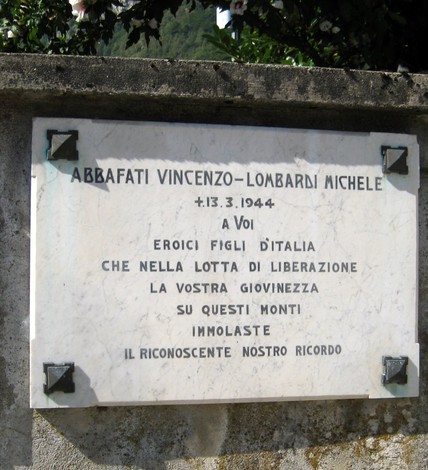 ABBAFATI VINCENZO-LOMBARDI MICHELE
+13.3.1944
A VOI
EROICI FIGLI D'ITALIA
CHE NELLA LOTTA DI LIBERAZIONE
LA VOSTRA GIOVINEZZA
SU QUESTI MONTI
IMMOLASTE
IL RICONOSCENTE NOSTRO RICORDO